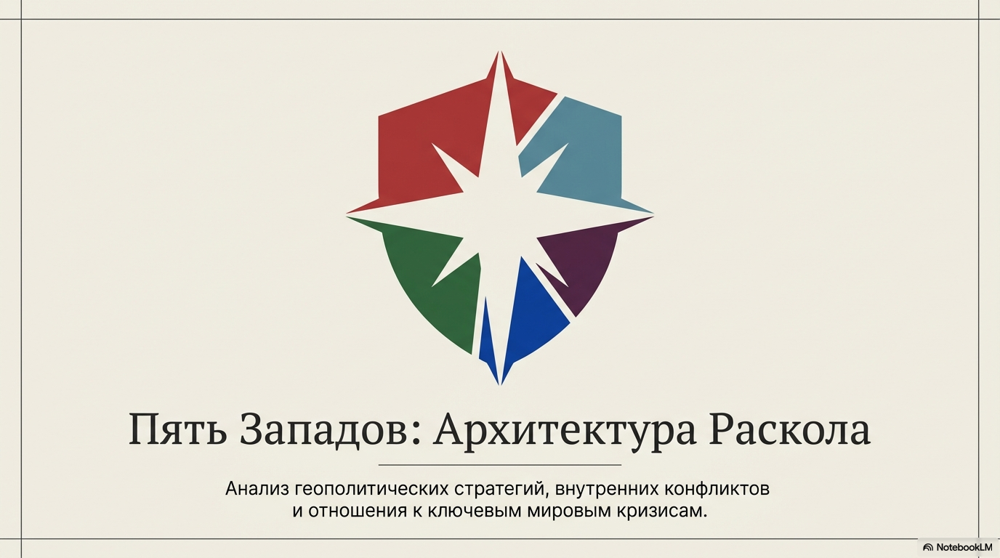 Пять Западов: Архитектура Раскола
Анализ геополитических стратегий, внутренних конфликтов
и отношения к ключевым мировым кризисам.
NotebookLM